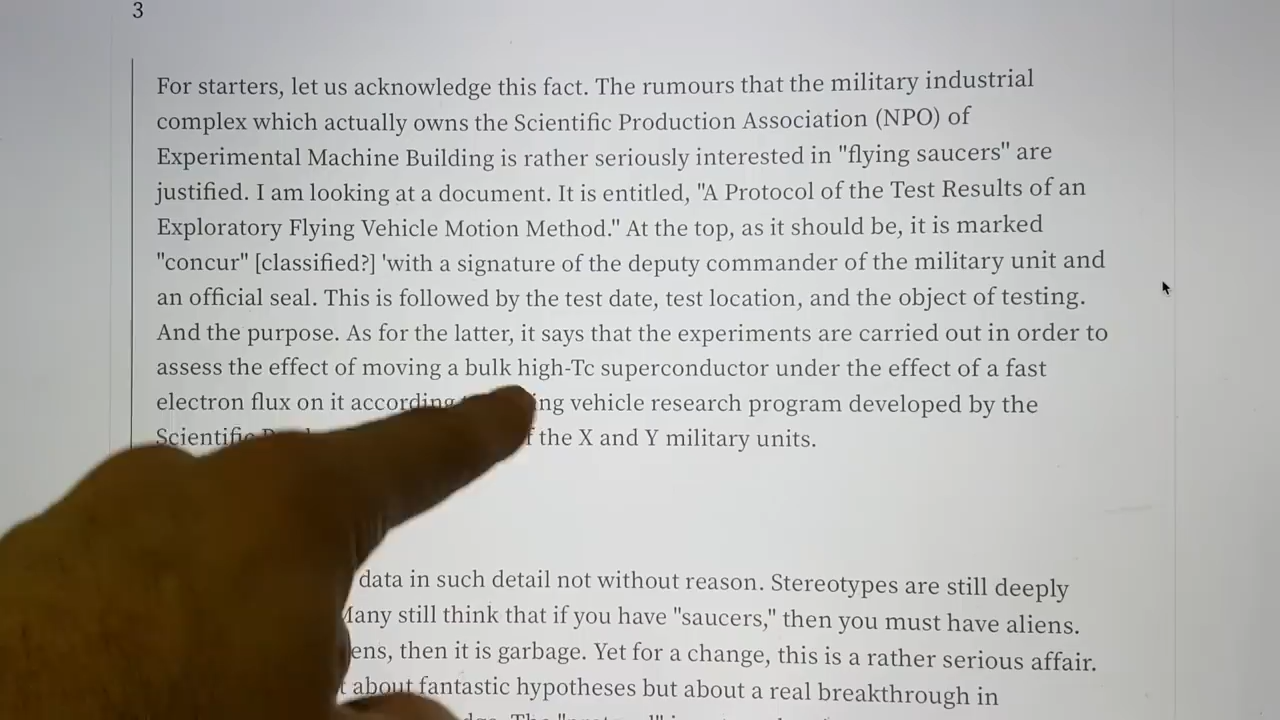 3
For starters, let us acknowledge this fact. The rumours that the military industrial
complex which actually owns the Scientific Production Association (NPO) of
Experimental Machine Building is rather seriously interested in "flying saucers" are
justified. I am looking at a document. It is entitled, "A Protocol of the Test Results of an
Exploratory Flying Vehicle Motion Method." At the top, as it should be, it is marked
"concur" [classified?] 'with a signature of the deputy commander of the military unit and
an official seal. This is followed by the test date, test location, and the object of testing.
And the purpose. As for the latter, it says that the experiments are carried out in order to
assess the effect of moving a bulk high-Tc superconductor under the effect of a fast
electron flux on it according vehicle research program developed by the
Scientific the X and Y military units.
data in such detail not without reason. Stereotypes are still deeply
Many still think that if you have "saucers," then you must have aliens.
then it is garbage. Yet for a change, this is a rather serious affair.
about fantastic hypotheses but about a real breakthrough in